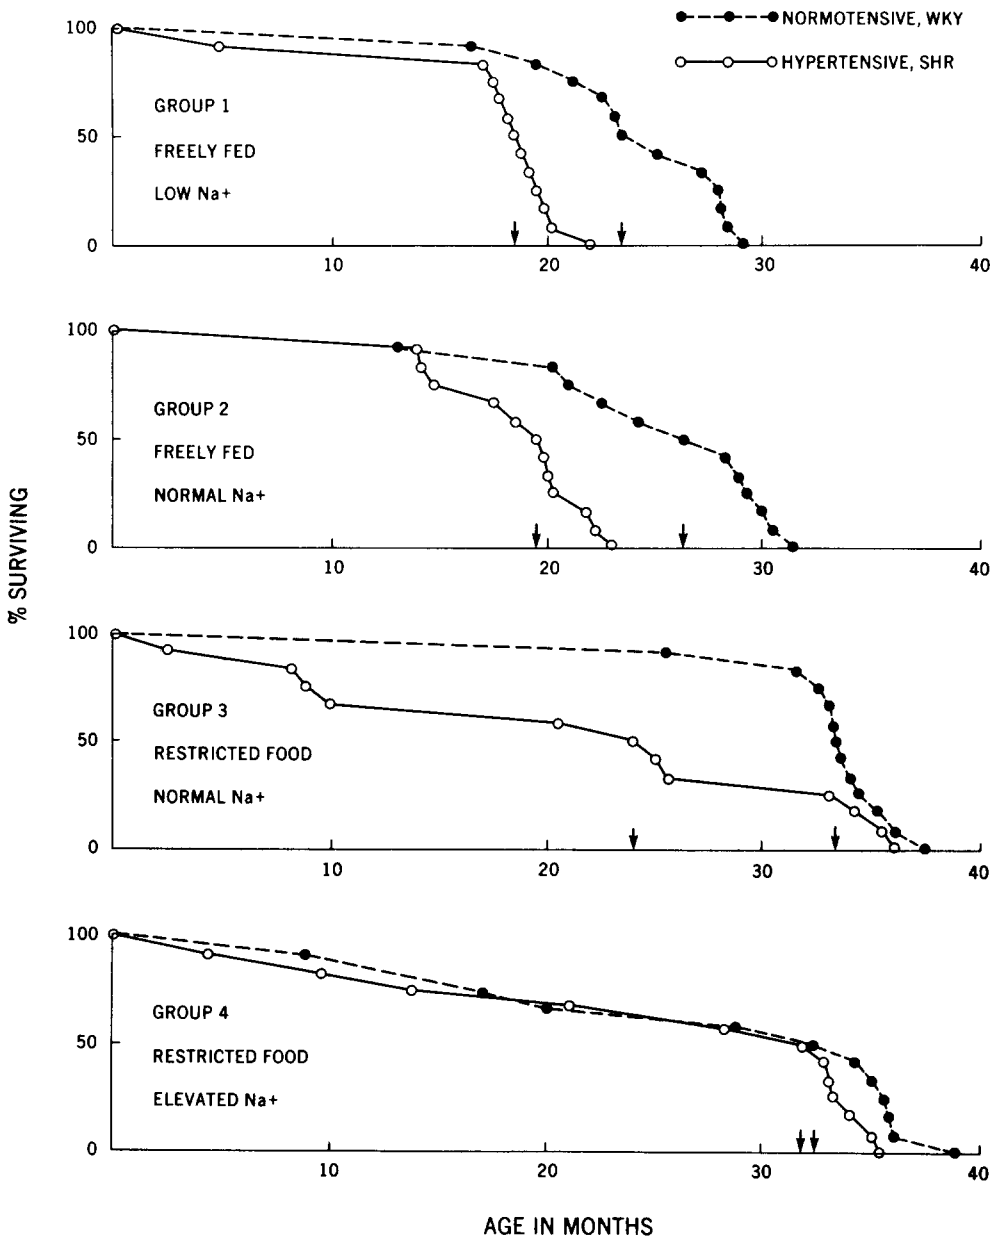 NORMOTENSIVE, WKY
HYPERTENSIVE, SHR
100
50
0
GROUP 1
FREELY FED
LOW Na+
10
20
30
40
100
50
0
GROUP 2
FREELY FED
NORMAL Na+
10
20
30
40
% SURVIVING
100
50
0
GROUP 3
RESTRICTED FOOD
NORMAL Na+
10
20
30
40
100
50
0
GROUP 4
RESTRICTED FOOD
ELEVATED Na+
10
20
30
40
AGE IN MONTHS